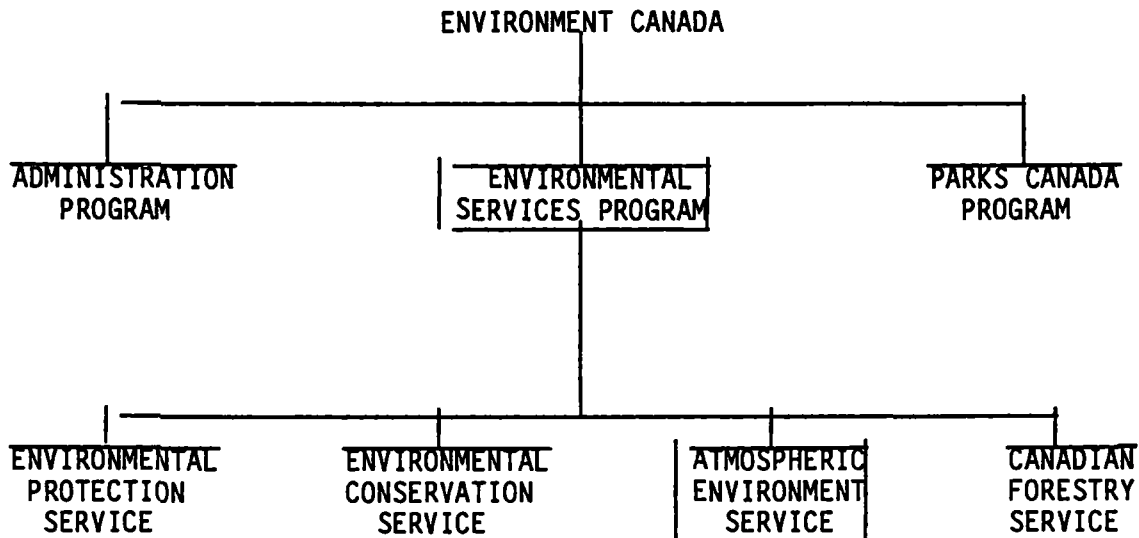 ENVIRONMENT CANADA
ADMINISTRATION
PROGRAM
ENVIRONMENTAL
SERVICES PROGRAM
PARKS CANADA
PROGRAM
ENVIRONMENTAL
PROTECTION
SERVICE
ENVIRONMENTAL
CONSERVATION
SERVICE
ATMOSPHERIC
ENVIRONMENT
SERVICE
CANADIAN
FORESTRY
SERVICE